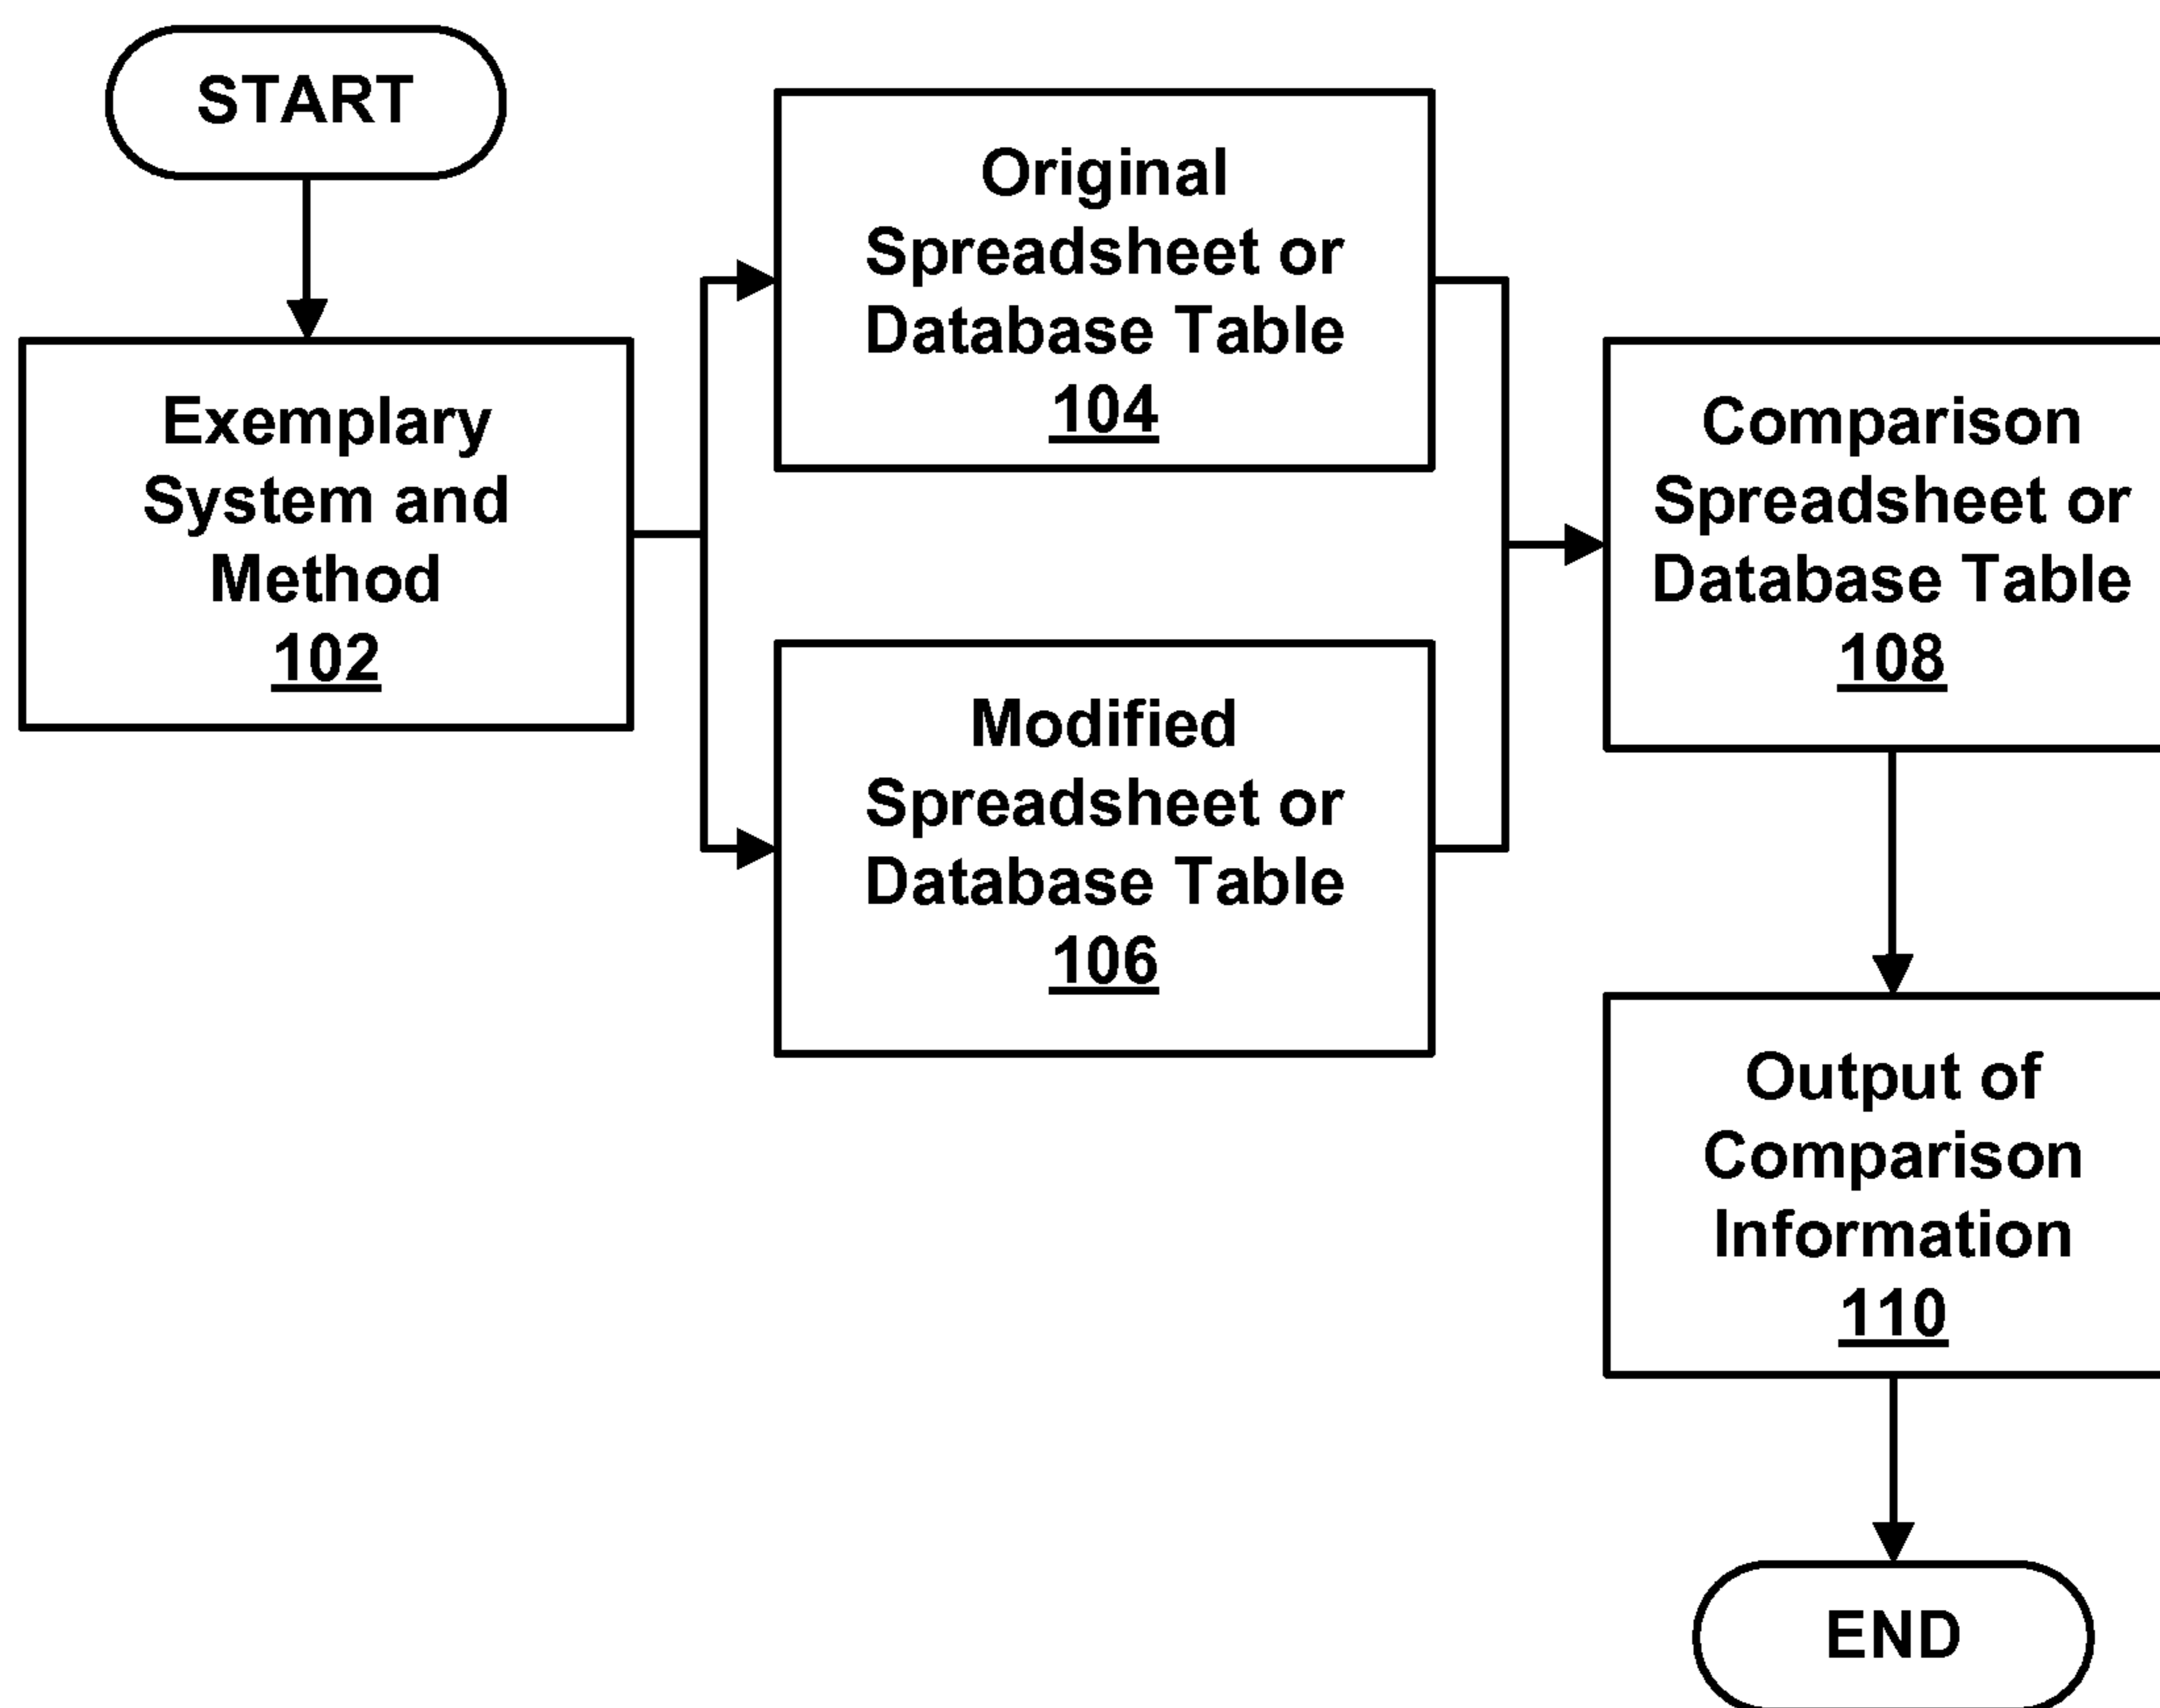 START
Exemplary
System and
Method
102
Original
Spreadsheet or
Database Table
104
Modified
Spreadsheet or
Database Table
106
Comparison
Spreadsheet or
Database Table
108
Output of
Comparison
Information
110
END